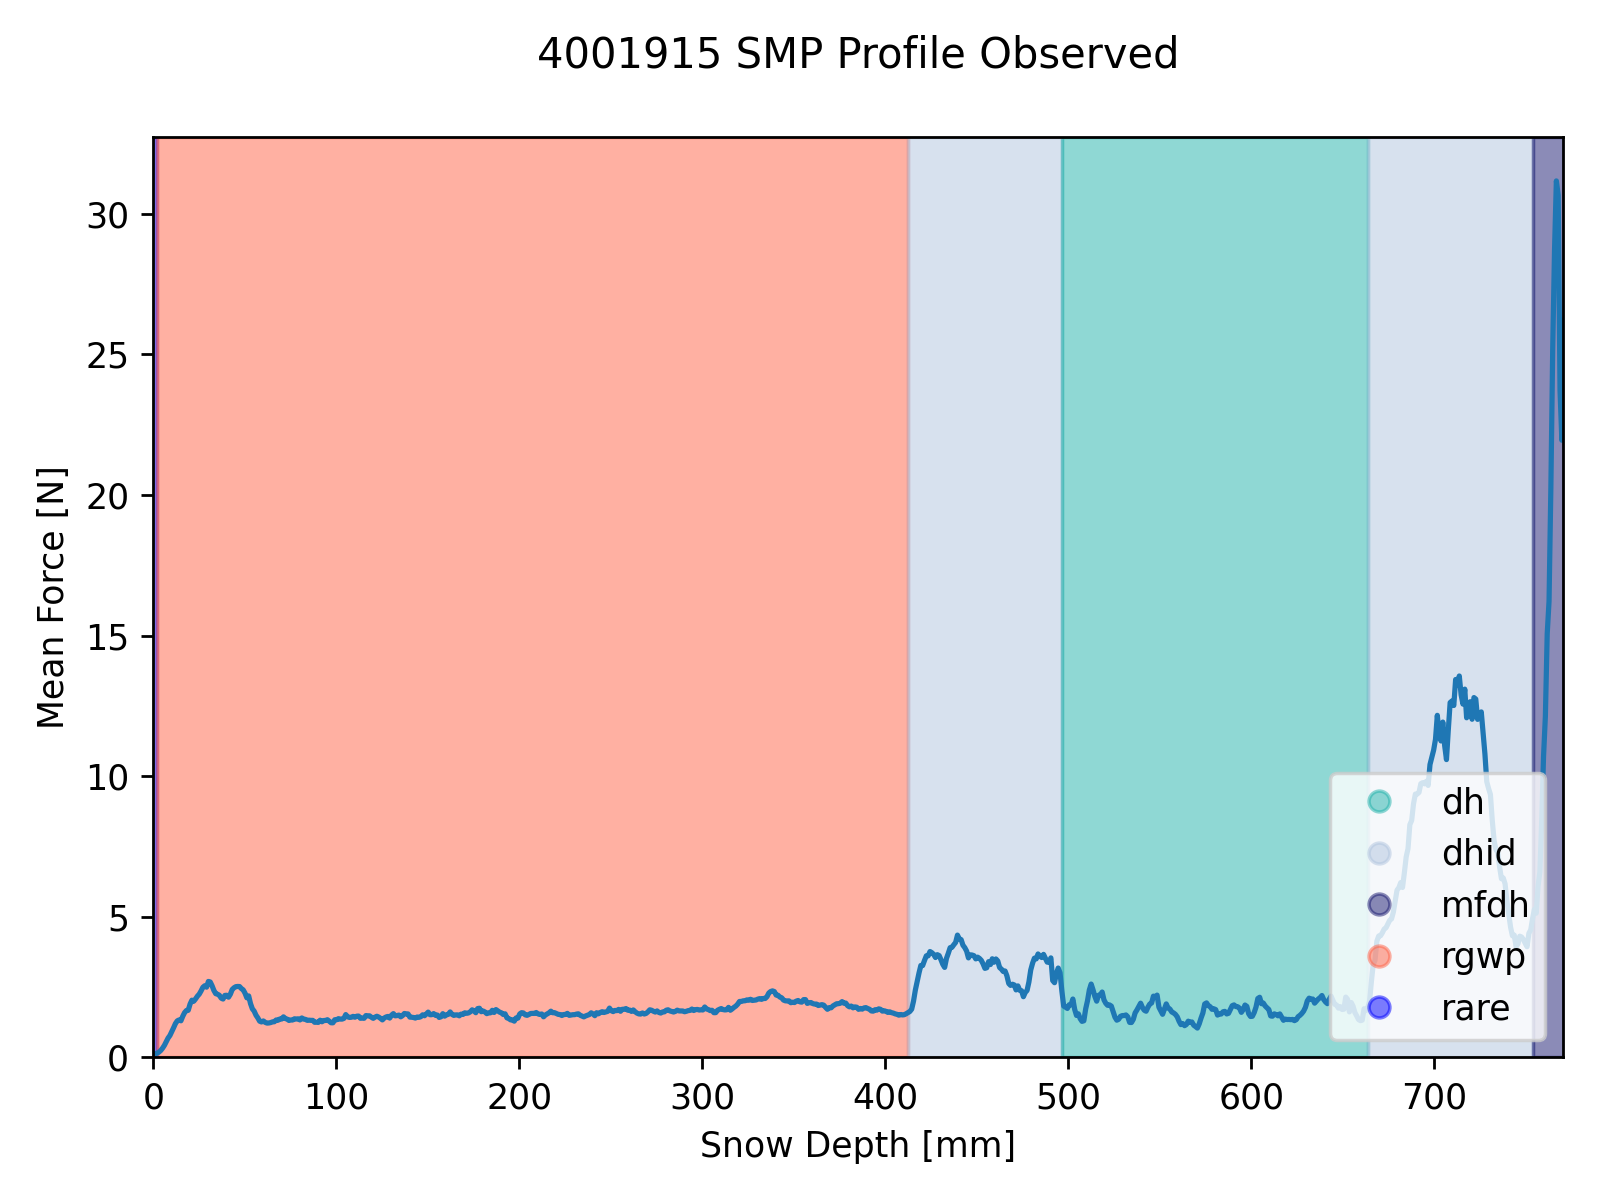 4001915 SMP Profile Observed
Mean Force [N]
30
25
20
15
10
5
0
dh
dhid
mfdh
rgwp
rare
0 100 200 300 400 500 600 700
Snow Depth [mm]